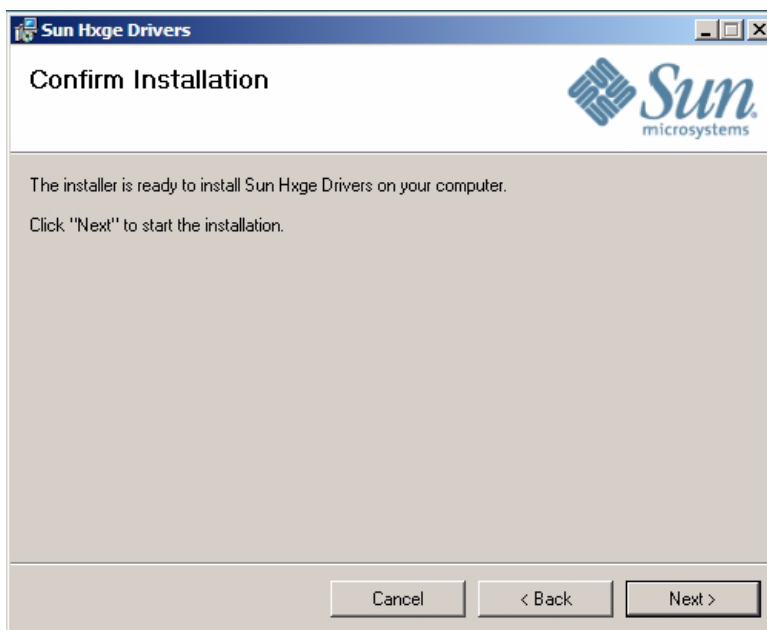 Sun Hxge Drivers
Confirm Installation
Sun
microsystems
The installer is ready to install Sun Hxge Drivers on your computer.
Click "Next" to start the installation.
Cancel
< Back
Next >